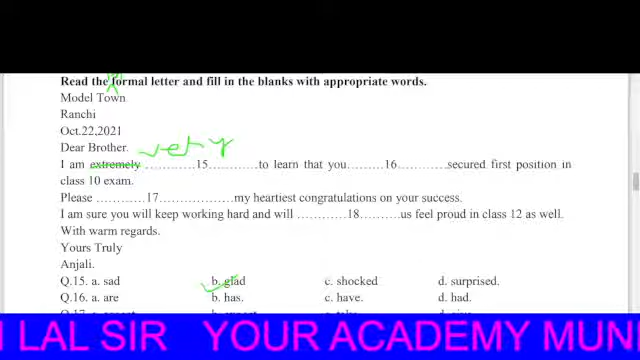 Read the formal letter and fill in the blanks with appropriate words.
Model Town
Ranchi
Oct.22,2021
Dear Brother.
very
I am extremely ……………15……………to learn that you………16…………secured first position in
class 10 exam.
Please …………17………………my heartiest congratulations on your success.
I am sure you will keep working hard and will …………18………us feel proud in class 12 as well.
With warm regards.
Yours Truly
Anjali.
Q.15. a. sad b. glad c. shocked d. surprised.
Q.16. a. are b. has. c. have. d. had.
LAL SIR YOUR ACADEMY